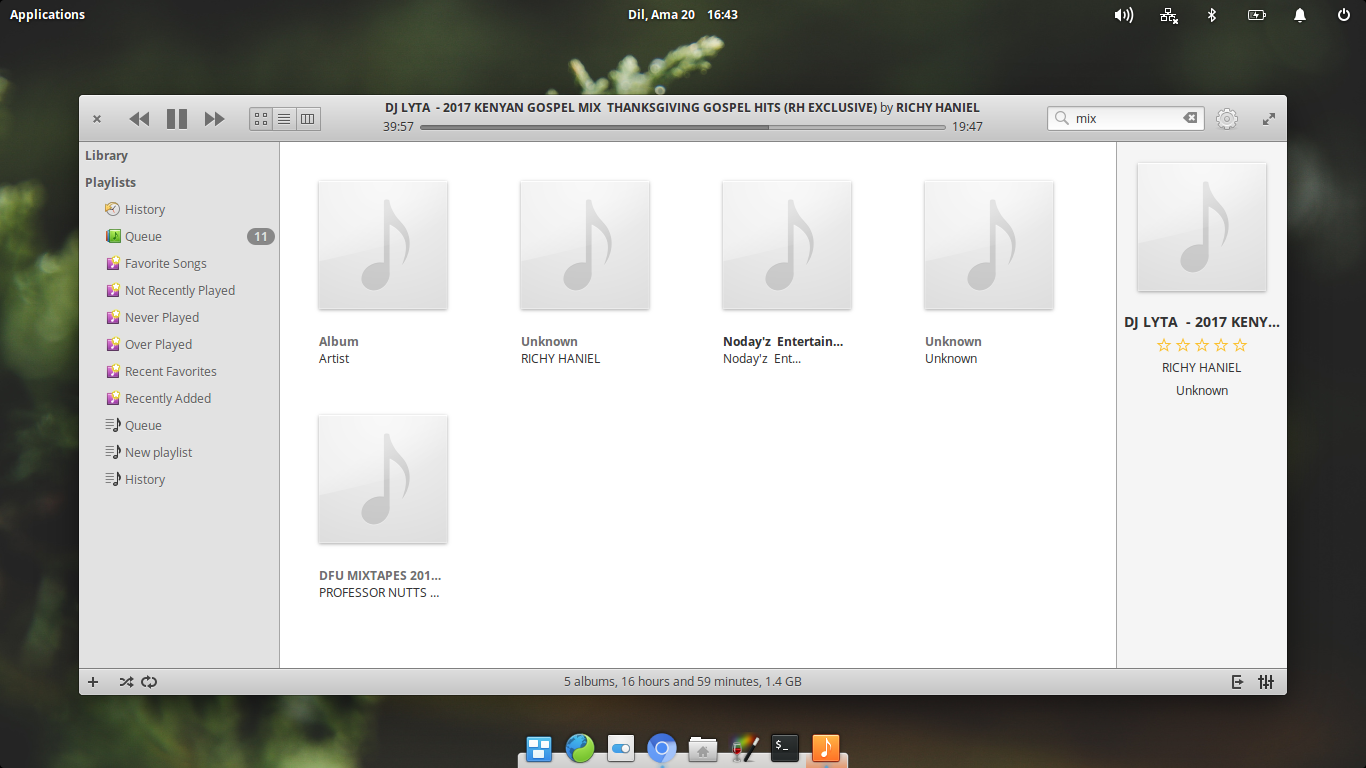 Applications
Dil, Ama 20 16:43
DJ LYTA - 2017 KENYAN GOSPEL MIX THANKSGIVING GOSPEL HITS (RH EXCLUSIVE) by RICHY HANIEL
39:57 19:47
mix
Library
Playlists
History
Queue 11
Favorite Songs
Not Recently Played
Never Played
Over Played
Recent Favorites
Recently Added
Queue
New playlist
History
Album
Artist
Unknown
RICHY HANIEL
Noday'z Entertain...
Noday'z Ent...
Unknown
Unknown
DFU MIXTAPES 201...
PROFESSOR NUTTS ...
DJ LYTA - 2017 KENY...
RICHY HANIEL
Unknown
5 albums, 16 hours and 59 minutes, 1.4 GB
$_